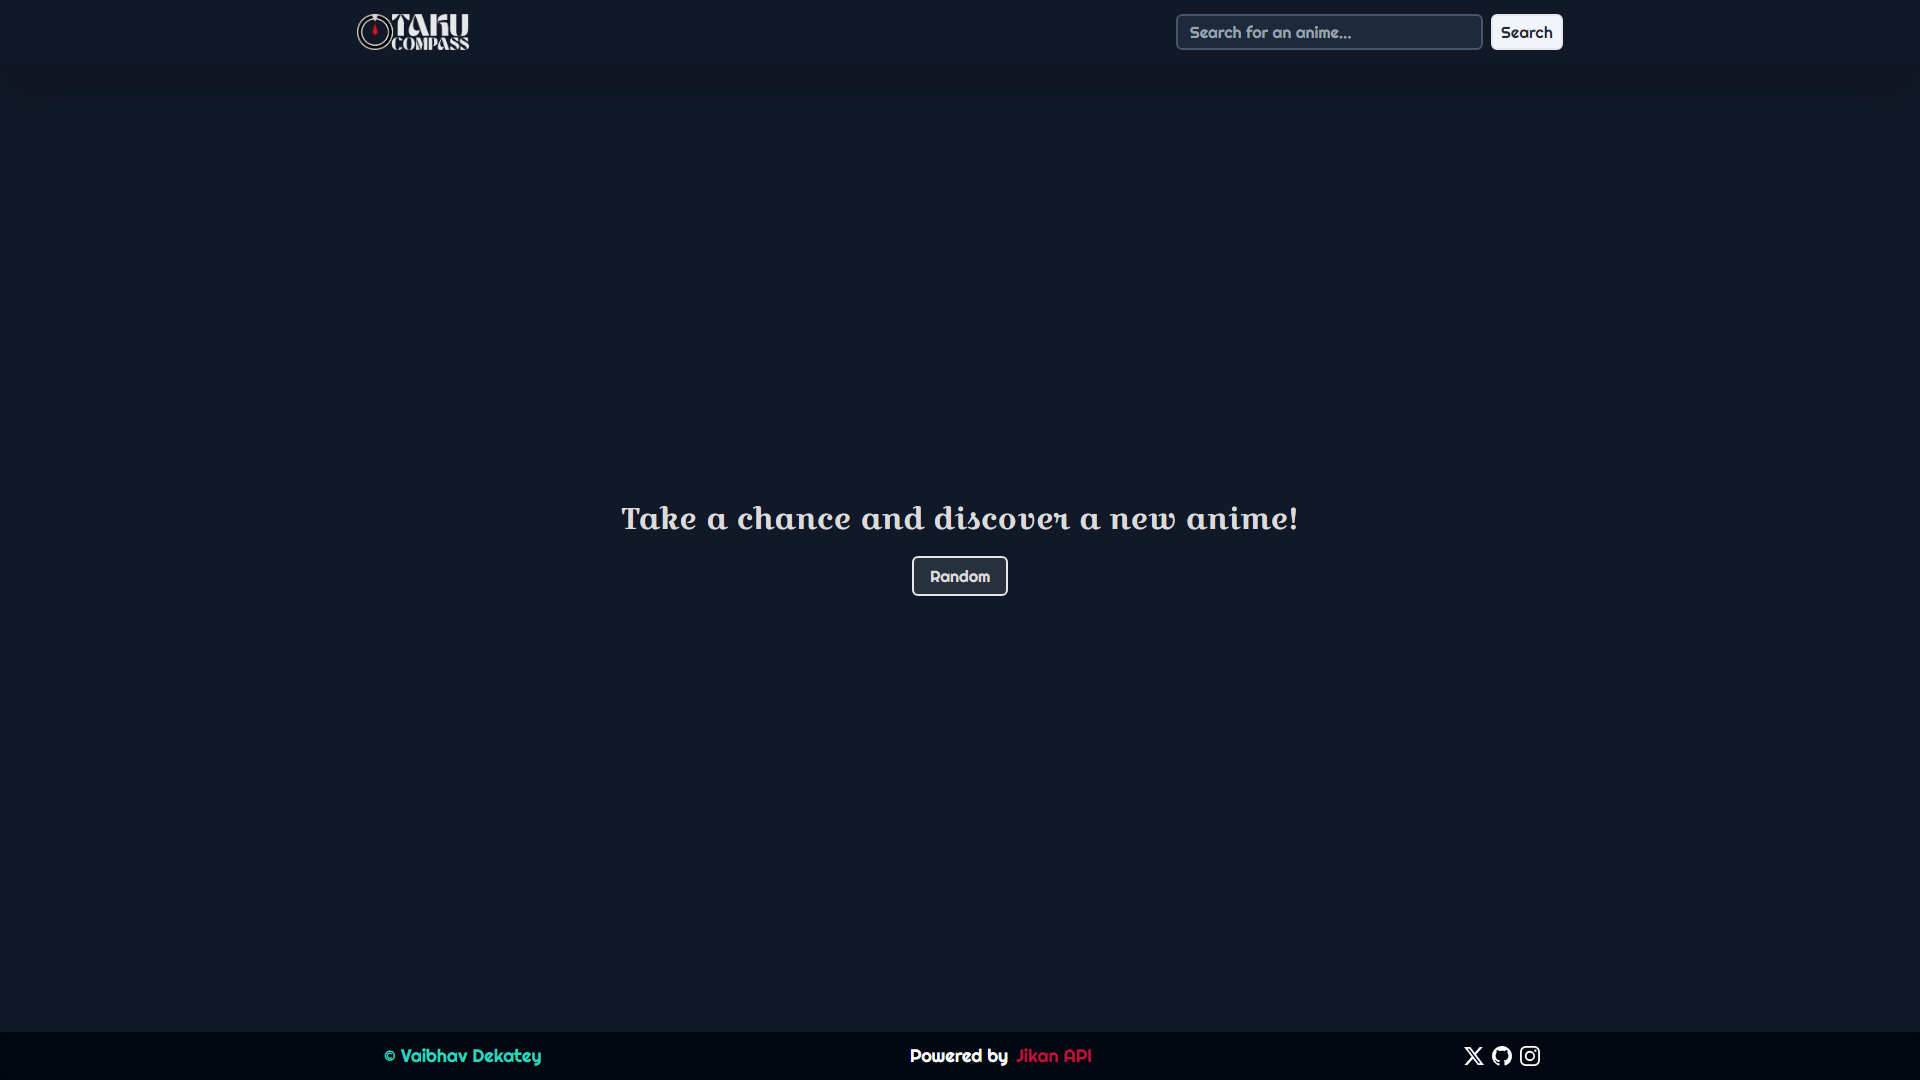 OTAKU
COMPASS
Search for an anime...
Search
Take a chance and discover a new anime!
Random
© Vaibhav Dekatey
Powered by Jikan API